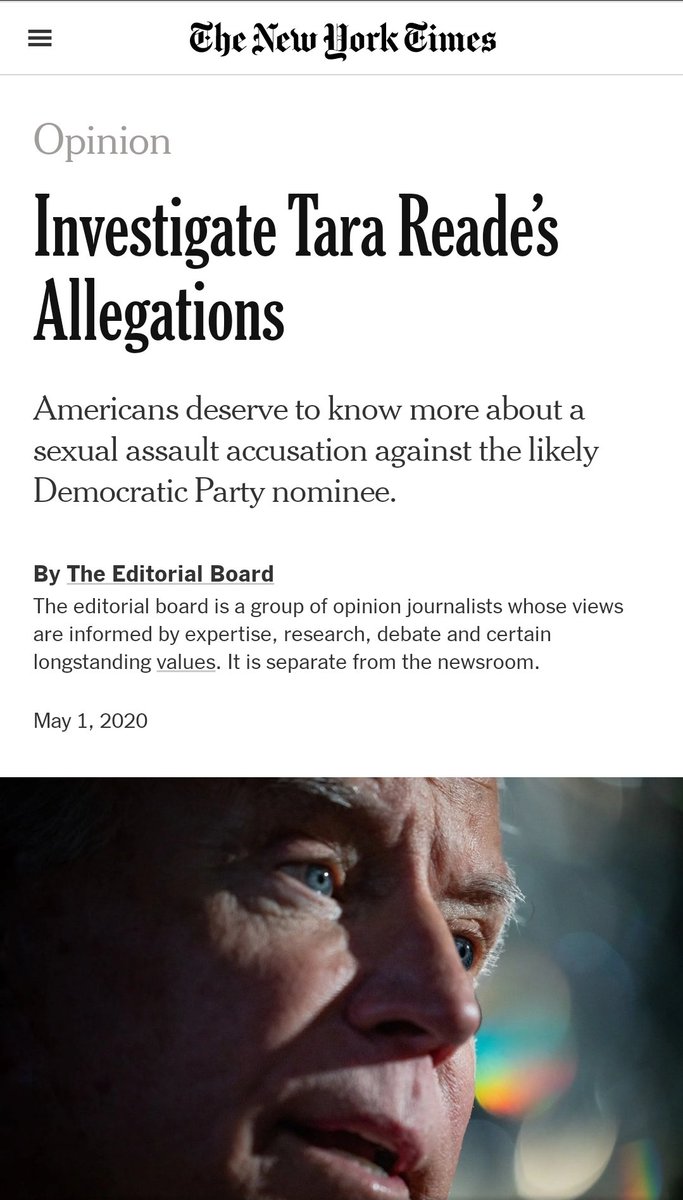 The New York Times
Opinion
Investigate Tara Reade’s
Allegations
Americans deserve to know more about a
sexual assault accusation against the likely
Democratic Party nominee.
By The Editorial Board
The editorial board is a group of opinion journalists whose views
are informed by expertise, research, debate and certain
longstanding values. It is separate from the newsroom.
May 1, 2020